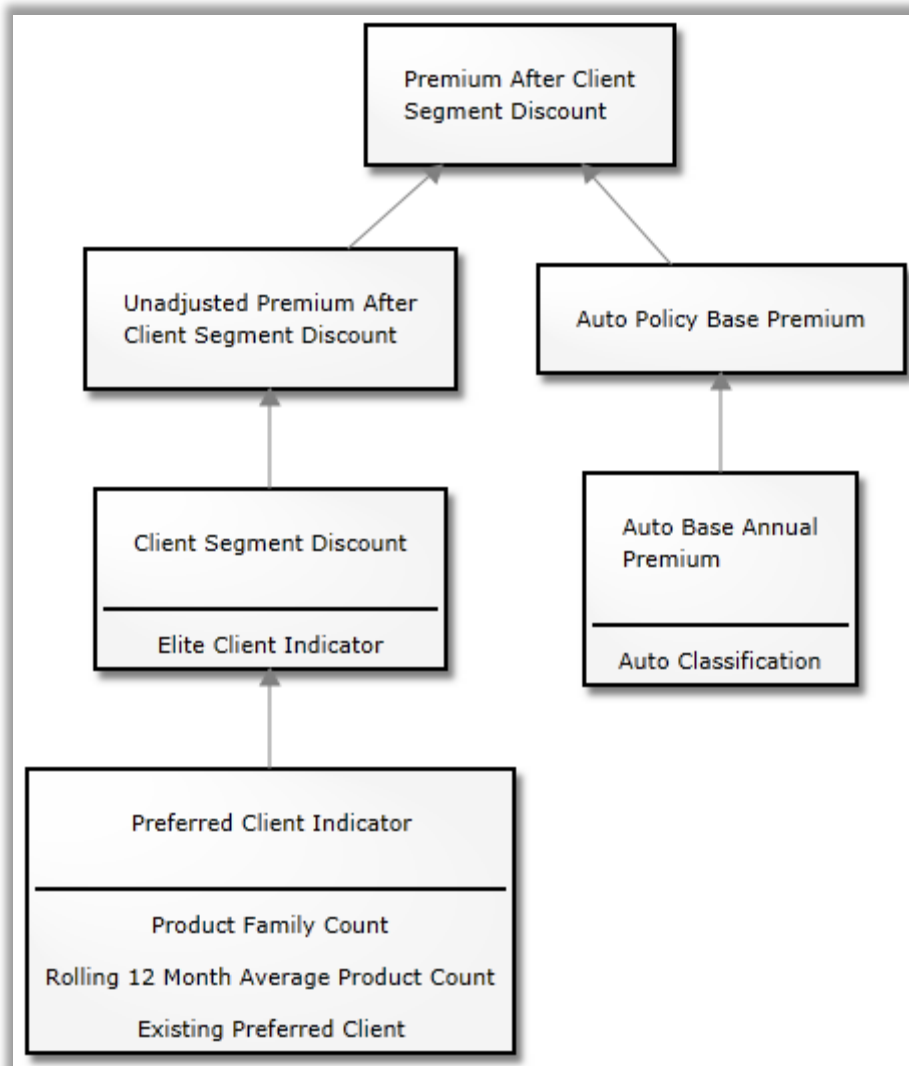 Premium After Client
Segment Discount
Unadjusted Premium After
Client Segment Discount
Auto Policy Base Premium
Client Segment Discount
Elite Client Indicator
Auto Base Annual
Premium
Auto Classification
Preferred Client Indicator
Product Family Count
Rolling 12 Month Average Product Count
Existing Preferred Client